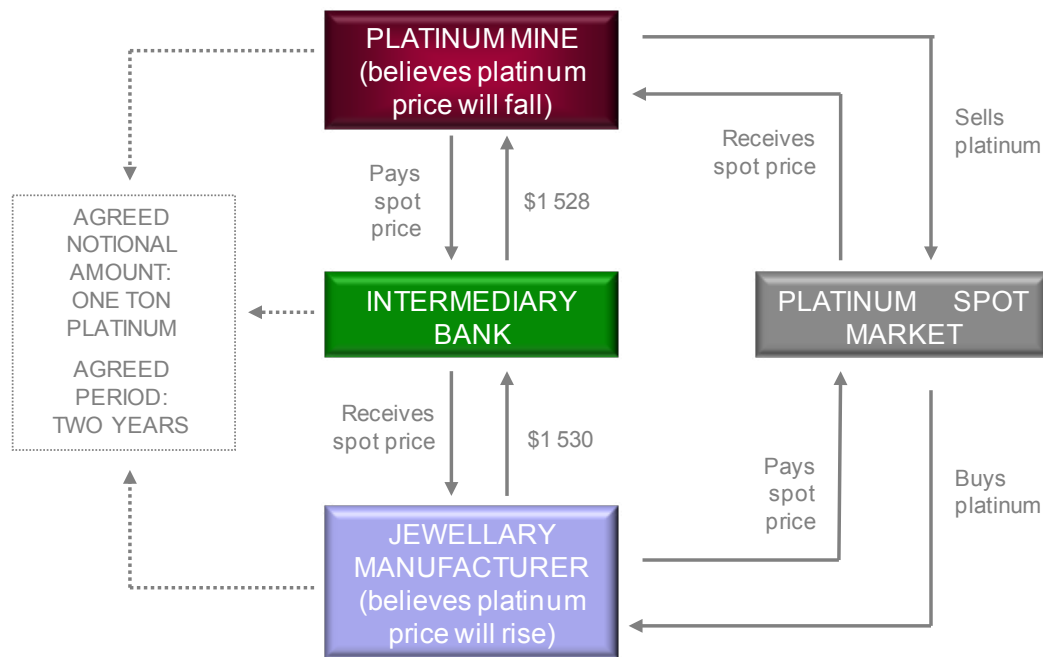 PLATINUM MINE
(believes platinum
price will fall)
Sells
platinum
Receives
spot price
Pays
spot
price
$1 528
AGREED
NOTIONAL
AMOUNT:
ONE TON
PLATINUM
AGREED
PERIOD:
TWO YEARS
INTERMEDIARY
BANK
PLATINUM SPOT
MARKET
Receives
spot price
$1 530
Pays
spot
price
Buys
platinum
JEWELLARY
MANUFACTURER
(believes platinum
price will rise)